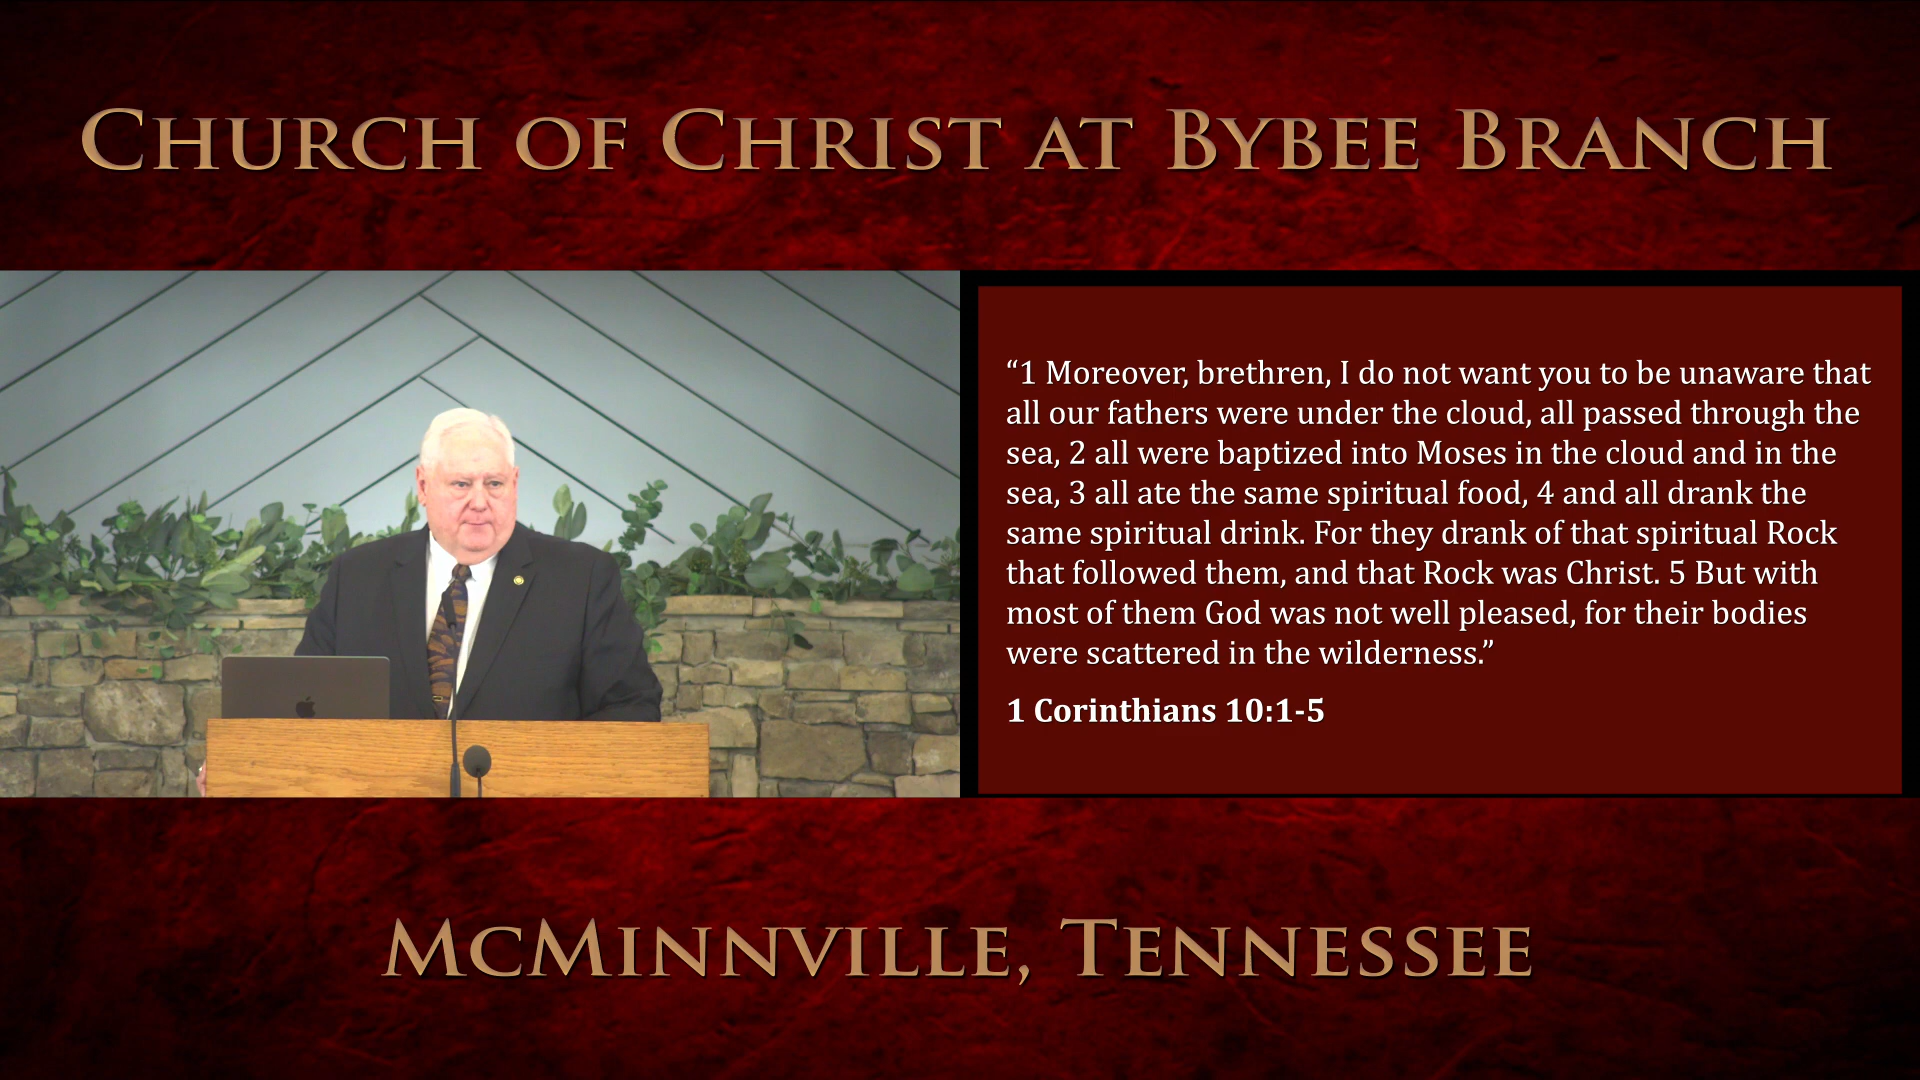 Church of Christ at Bybee Branch
“1 Moreover, brethren, I do not want you to be unaware that
all our fathers were under the cloud, all passed through the
sea, 2 all were baptized into Moses in the cloud and in the
sea, 3 all ate the same spiritual food, 4 and all drank the
same spiritual drink. For they drank of that spiritual Rock
that followed them, and that Rock was Christ. 5 But with
most of them God was not well pleased, for their bodies
were scattered in the wilderness.”
1 Corinthians 10:1-5
McMinnville, Tennessee